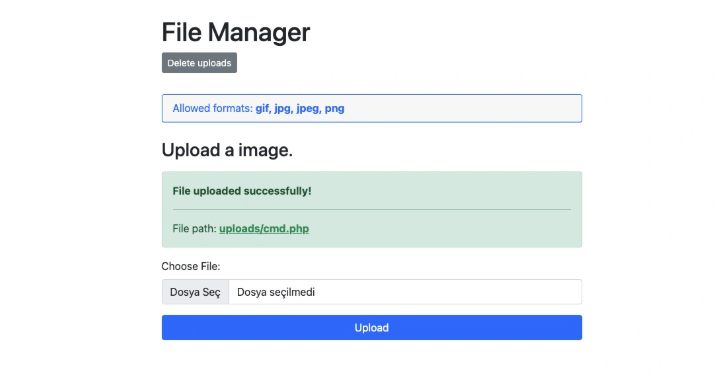 File Manager
Delete uploads
Allowed formats: gif, jpg, jpeg, png
Upload a image.
File uploaded successfully!
File path: uploads/cmd.php
Choose File:
Dosya Seç Dosya seçilmedi
Upload